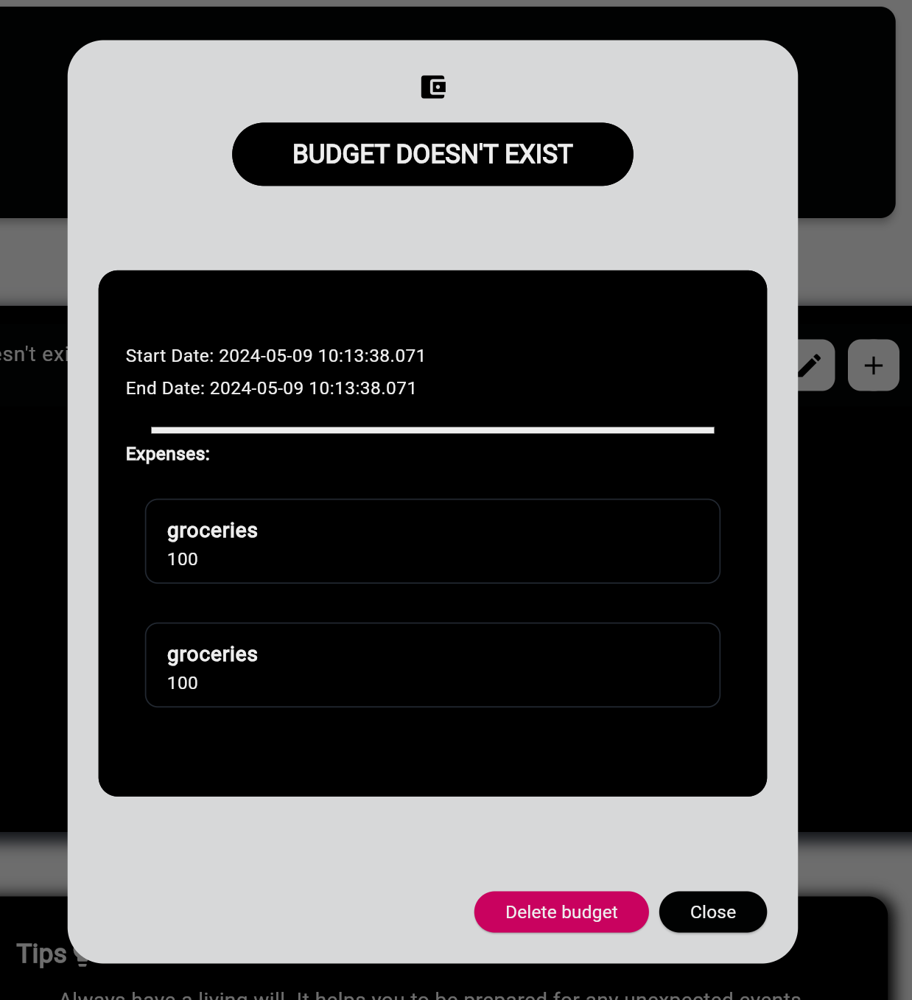 BUDGET DOESN'T EXIST
esn't exi
Start Date: 2024-05-09 10:13:38.071
End Date: 2024-05-09 10:13:38.071
Expenses:
groceries
100
groceries
100
Delete budget
Close
Tips
Always have a living will. It helps you to be prepared for any unexpected events